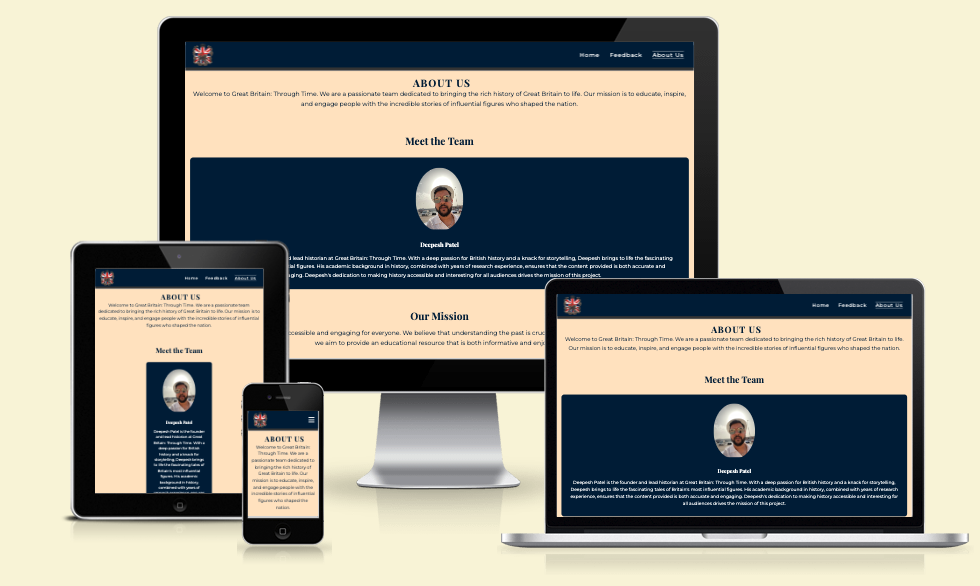 Home Feedback About Us
ABOUT US
Welcome to Great Britain: Through Time. We are a passionate team dedicated to bringing the rich history of Great Britain to life. Our mission is to educate, inspire,
and engage people with the incredible stories of influential figures who shaped the nation.
Meet the Team
Deepesh Patel
d lead historian at Great Britain: Through Time. With a deep passion for British history and a knack for storytelling, Deepesh brings to life the fascinating
ial figures. His academic background in history, combined with years of research experience, ensures that the content provided is both accurate and
ging. Deepesh's dedication to making history accessible and interesting for all audiences drives the mission of this project.
Our Mission
ccessible and engaging for everyone. We believe that understanding the past is cruc
we aim to provide an educational resource that is both informative and enj
Home Feedback About Us
ABOUT US
Welcome to Great Britain: Through Time. We are a passionate team
dedicated to bringing the rich history of Great Britain to life. Our mission is to
educate, inspire, and engage people with the incredible stories of influential
figures who shaped the nation.
Meet the Team
Deepesh Patel
Deepesh Patel is the founder
and lead historian at Great
Britain: Through Time. With a
deep passion for British
history and a knack for
storytelling, Deepesh brings
to life the fascinating tales of
Britain's most influential
figures. His academic
background in history,
combined with years of
ABOUT US
Welcome to Great Britain:
Through Time. We are a
passionate team dedicated to
bringing the rich history of
Great Britain to life. Our
mission is to educate, inspire,
and engage people with the
incredible stories of influential
figures who shaped the
nation.
Home Feedback About Us
ABOUT US
Welcome to Great Britain: Through Time. We are a passionate team dedicated to bringing the rich history of Great Britain to life.
Our mission is to educate, inspire, and engage people with the incredible stories of influential figures who shaped the nation.
Meet the Team
Deepesh Patel
Deepesh Patel is the founder and lead historian at Great Britain: Through Time. With a deep passion for British history and a knack for storytelling,
Deepesh brings to life the fascinating tales of Britain's most influential figures. His academic background in history, combined with years of research
experience, ensures that the content provided is both accurate and engaging. Deepesh's dedication to making history accessible and interesting for
all audiences drives the mission of this project.